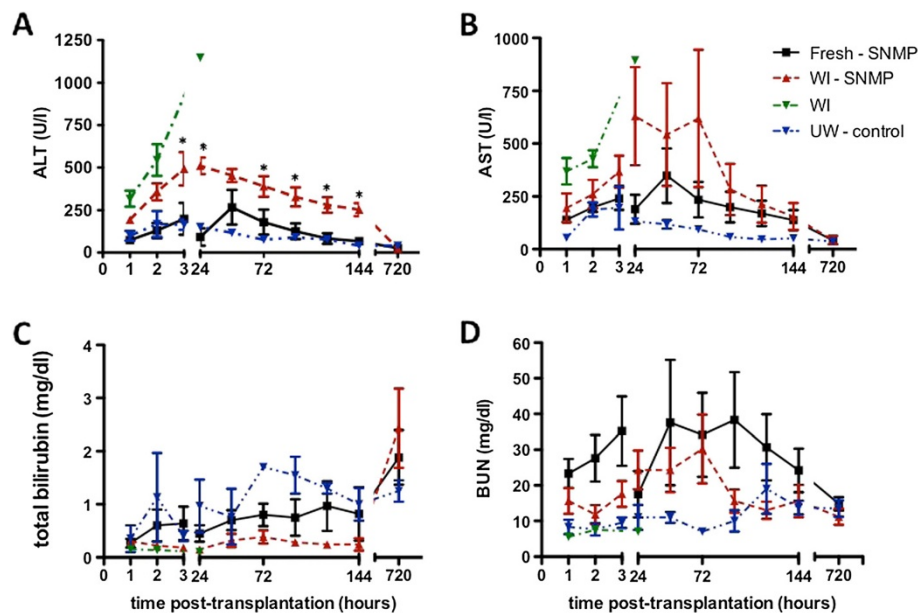 A
1250
1000
750
500
250
0
ALT (U/l)
* * * * * *
0 1 2 3 24 72 144 720
B
1000
750
500
250
0
AST (U/l)
0 1 2 3 24 72 144 720
Fresh - SNMP
WI - SNMP
WI
UW - control
C
4
3
2
1
0
total bilirubin (mg/dl)
0 1 2 3 24 72 144 720
time post-transplantation (hours)
D
60
50
40
30
20
10
0
BUN (mg/dl)
0 1 2 3 24 72 144 720
time post-transplantation (hours)